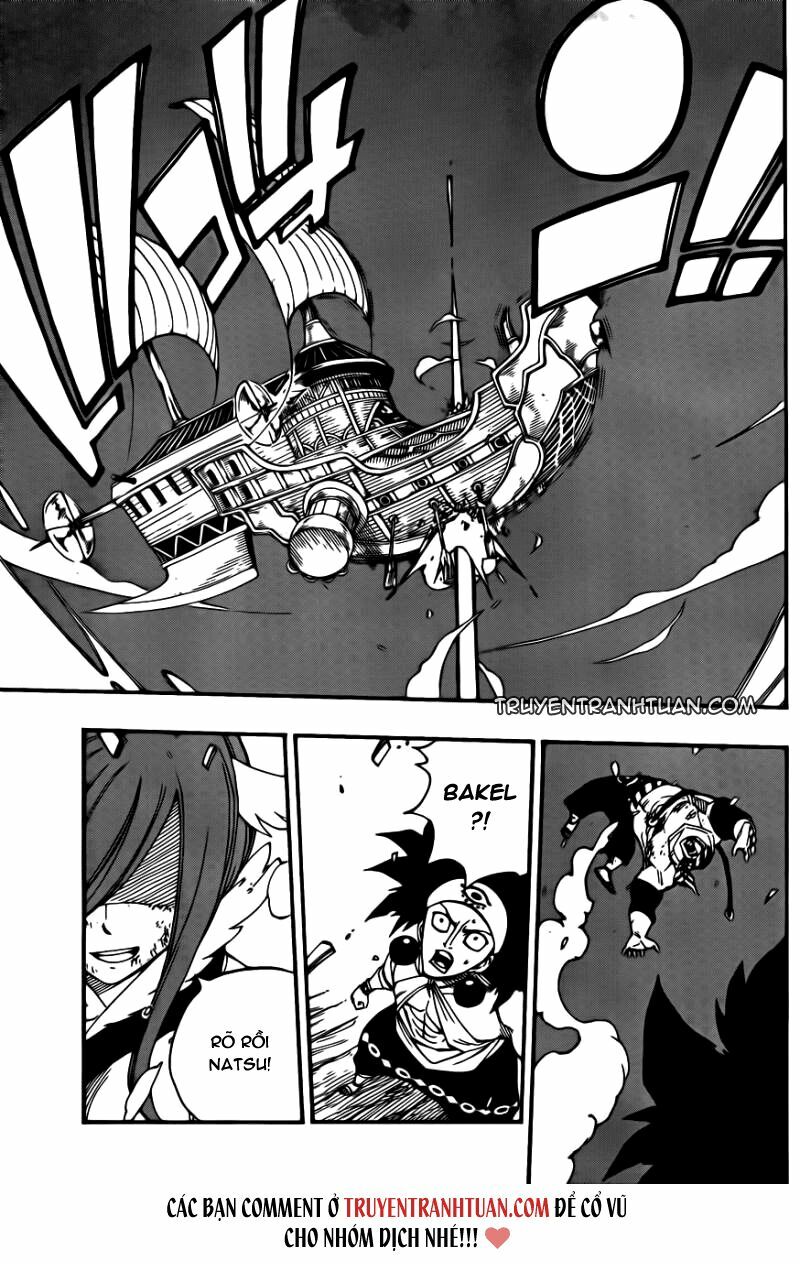 TRUYENTRANHTUAN.COM
BAKEL
?!
RÕ RỒI
NATSU!
CÁC BẠN COMMENT Ở TRUYENTRANHTUAN.COM ĐỂ CỔ VŨ
CHO NHÓM DỊCH NHÉ!!! ❤